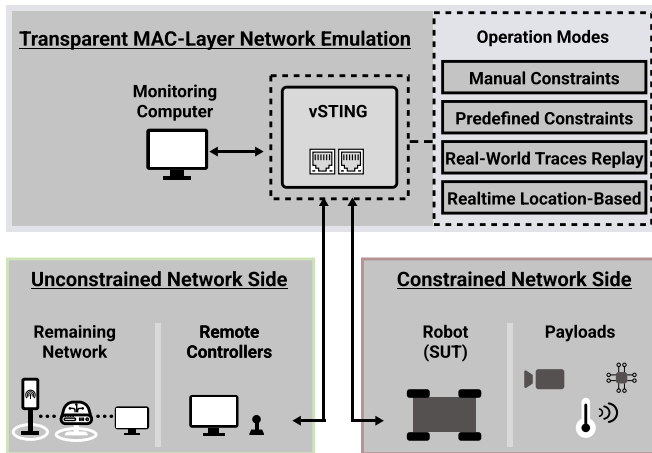 Transparent MAC-Layer Network Emulation
Monitoring
Computer
vSTING
Operation Modes
Manual Constraints
Predefined Constraints
Real-World Traces Replay
Realtime Location-Based
Unconstrained Network Side
Remaining
Network
Remote
Controllers
Constrained Network Side
Robot
(SUT)
Payloads